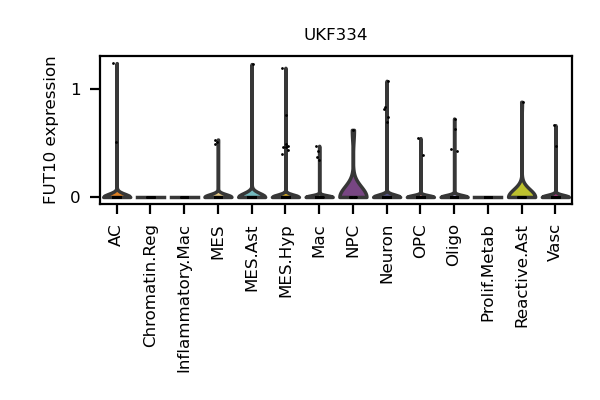 UKF334
FUT10 expression
1
0
AC
Chromatin.Reg
Inflammatory.Mac
MES
MES.Ast
MES.Hyp
Mac
NPC
Neuron
OPC
Oligo
Prolif.Metab
Reactive.Ast
Vasc